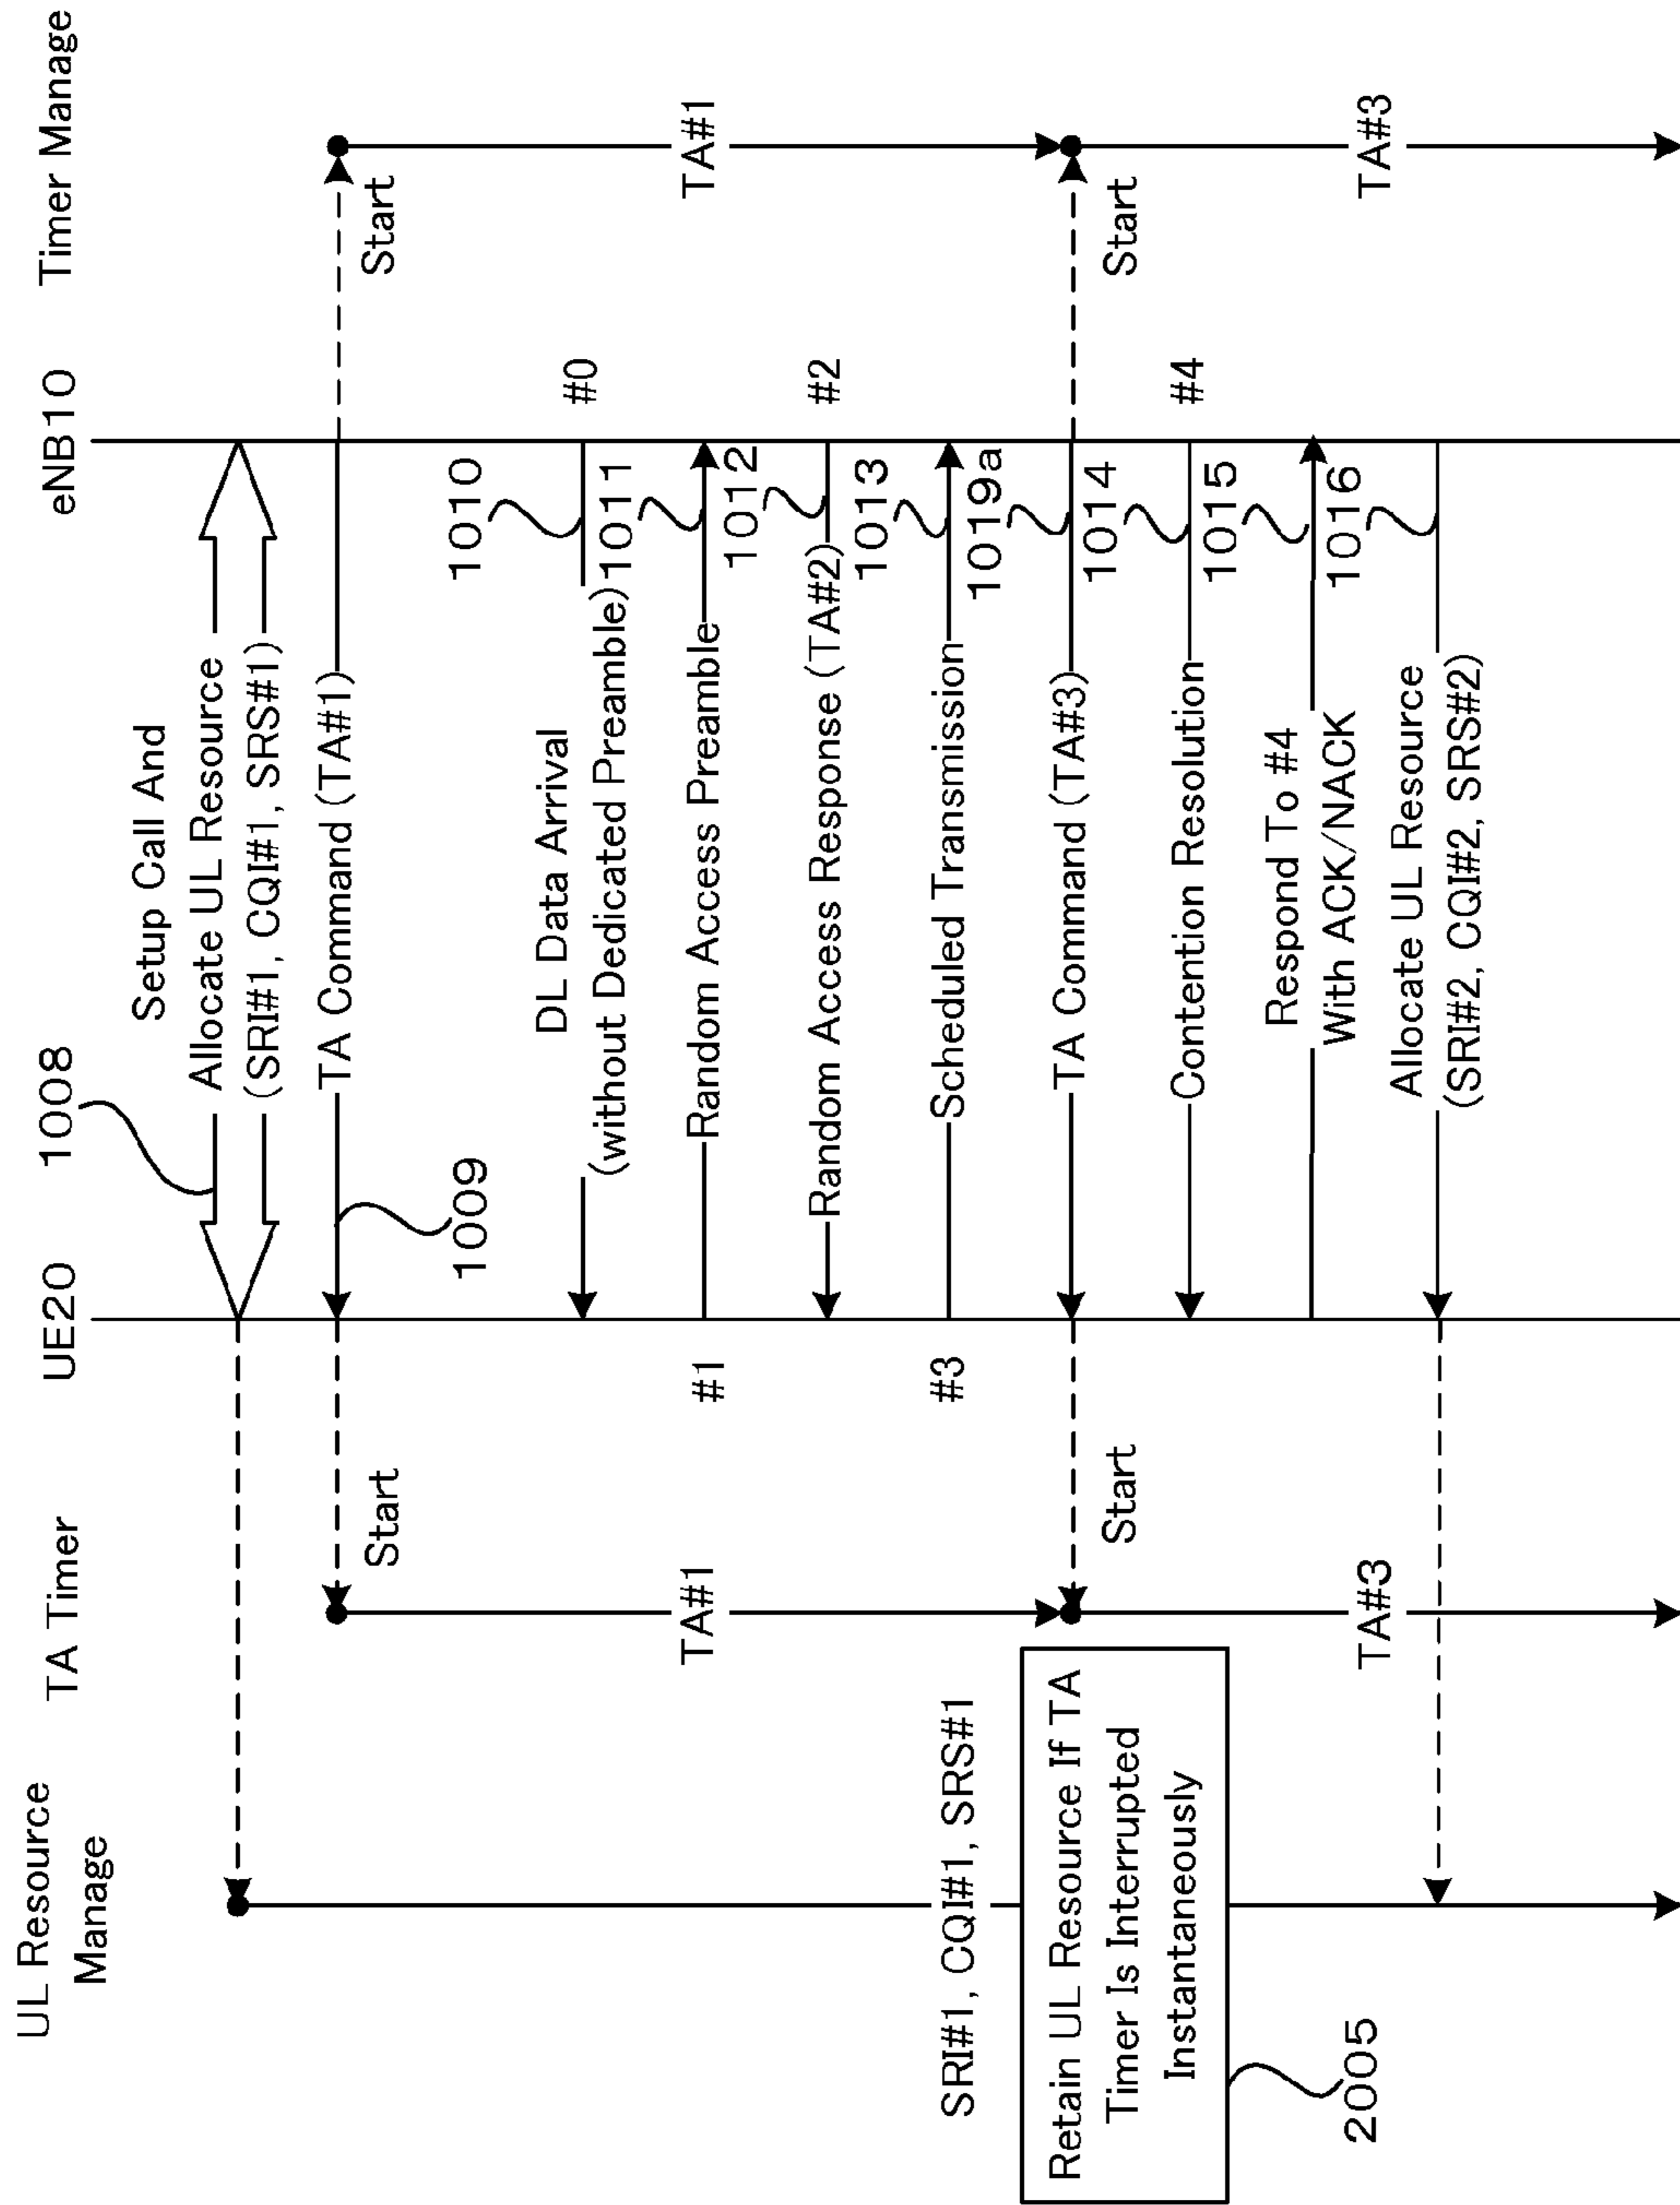 UL Resource
Manage
TA Timer
UE20
eNB10
Timer Manage
1008
Setup Call And
Allocate UL Resource
(SRI#1, CQI#1, SRS#1)
TA Command (TA#1)
1009
Start
Start
1010
#0
DL Data Arrival
(without Dedicated Preamble)
1011
#1
Random Access Preamble
TA#1
TA#1
1012
#2
Random Access Response (TA#2)
1013
#3
Scheduled Transmission
SRI#1, CQI#1, SRS#1
1019a
TA Command (TA#3)
Start
Start
Retain UL Resource If TA
Timer Is Interrupted
Instantaneously
2005
1014
#4
Contention Resolution
1015
Respond To #4
With ACK/NACK
1016
TA#3
TA#3
Allocate UL Resource
(SRI#2, CQI#2, SRS#2)